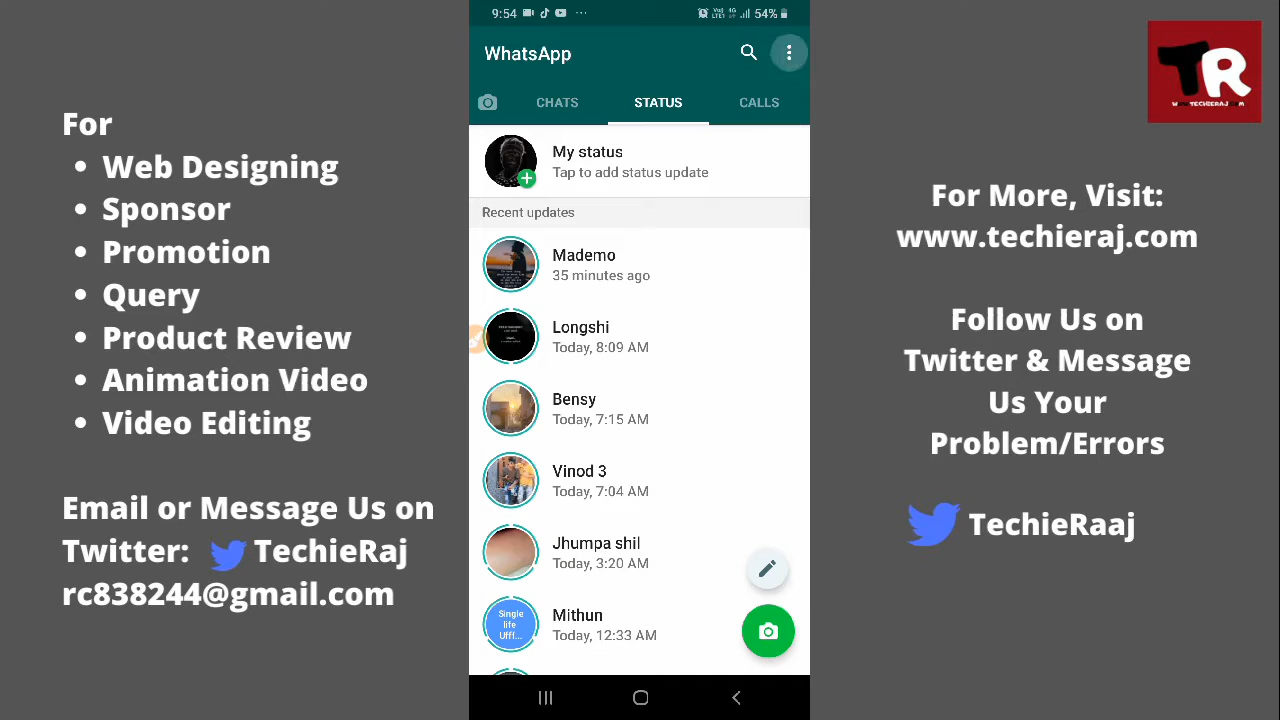 For
• Web Designing
• Sponsor
• Promotion
• Query
• Product Review
• Animation Video
• Video Editing
Email or Message Us on
Twitter: TechieRaj
rc838244@gmail.com
9:54
54%
WhatsApp
CHATS
STATUS
CALLS
My status
Tap to add status update
Recent updates
Mademo
35 minutes ago
Longshi
Today, 8:09 AM
Bensy
Today, 7:15 AM
Vinod 3
Today, 7:04 AM
Jhumpa shil
Today, 3:20 AM
Single
life
Ufff...
Mithun
Today, 12:33 AM
TR
WWW.TECHIERAJ.COM
For More, Visit:
www.techieraj.com
Follow Us on
Twitter & Message
Us Your
Problem/Errors
TechieRaaj